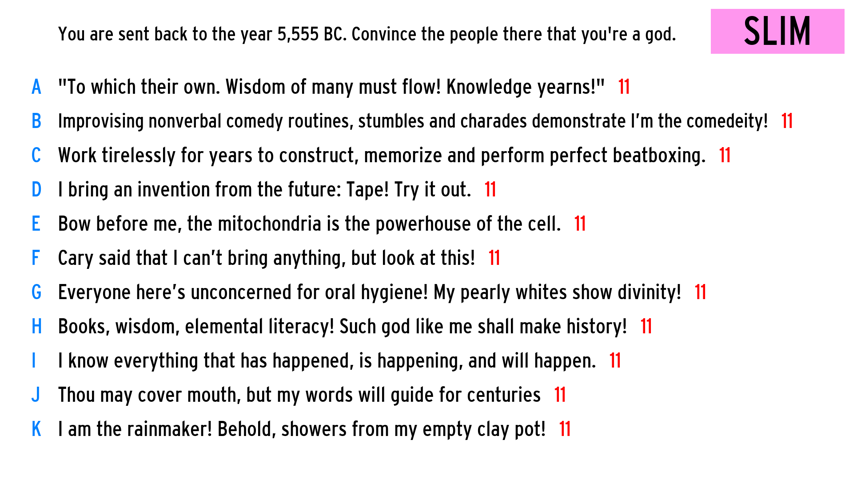 You are sent back to the year 5,555 BC. Convince the people there that you're a god.
SLIM
A "To which their own. Wisdom of many must flow! Knowledge yearns!" 11
B Improvising nonverbal comedy routines, stumbles and charades demonstrate I'm the comedeity! 11
C Work tirelessly for years to construct, memorize and perform perfect beatboxing. 11
D I bring an invention from the future: Tape! Try it out. 11
E Bow before me, the mitochondria is the powerhouse of the cell. 11
F Cary said that I can't bring anything, but look at this! 11
G Everyone here's unconcerned for oral hygiene! My pearly whites show divinity! 11
H Books, wisdom, elemental literacy! Such god like me shall make history! 11
I I know everything that has happened, is happening, and will happen. 11
J Thou may cover mouth, but my words will guide for centuries 11
K I am the rainmaker! Behold, showers from my empty clay pot! 11